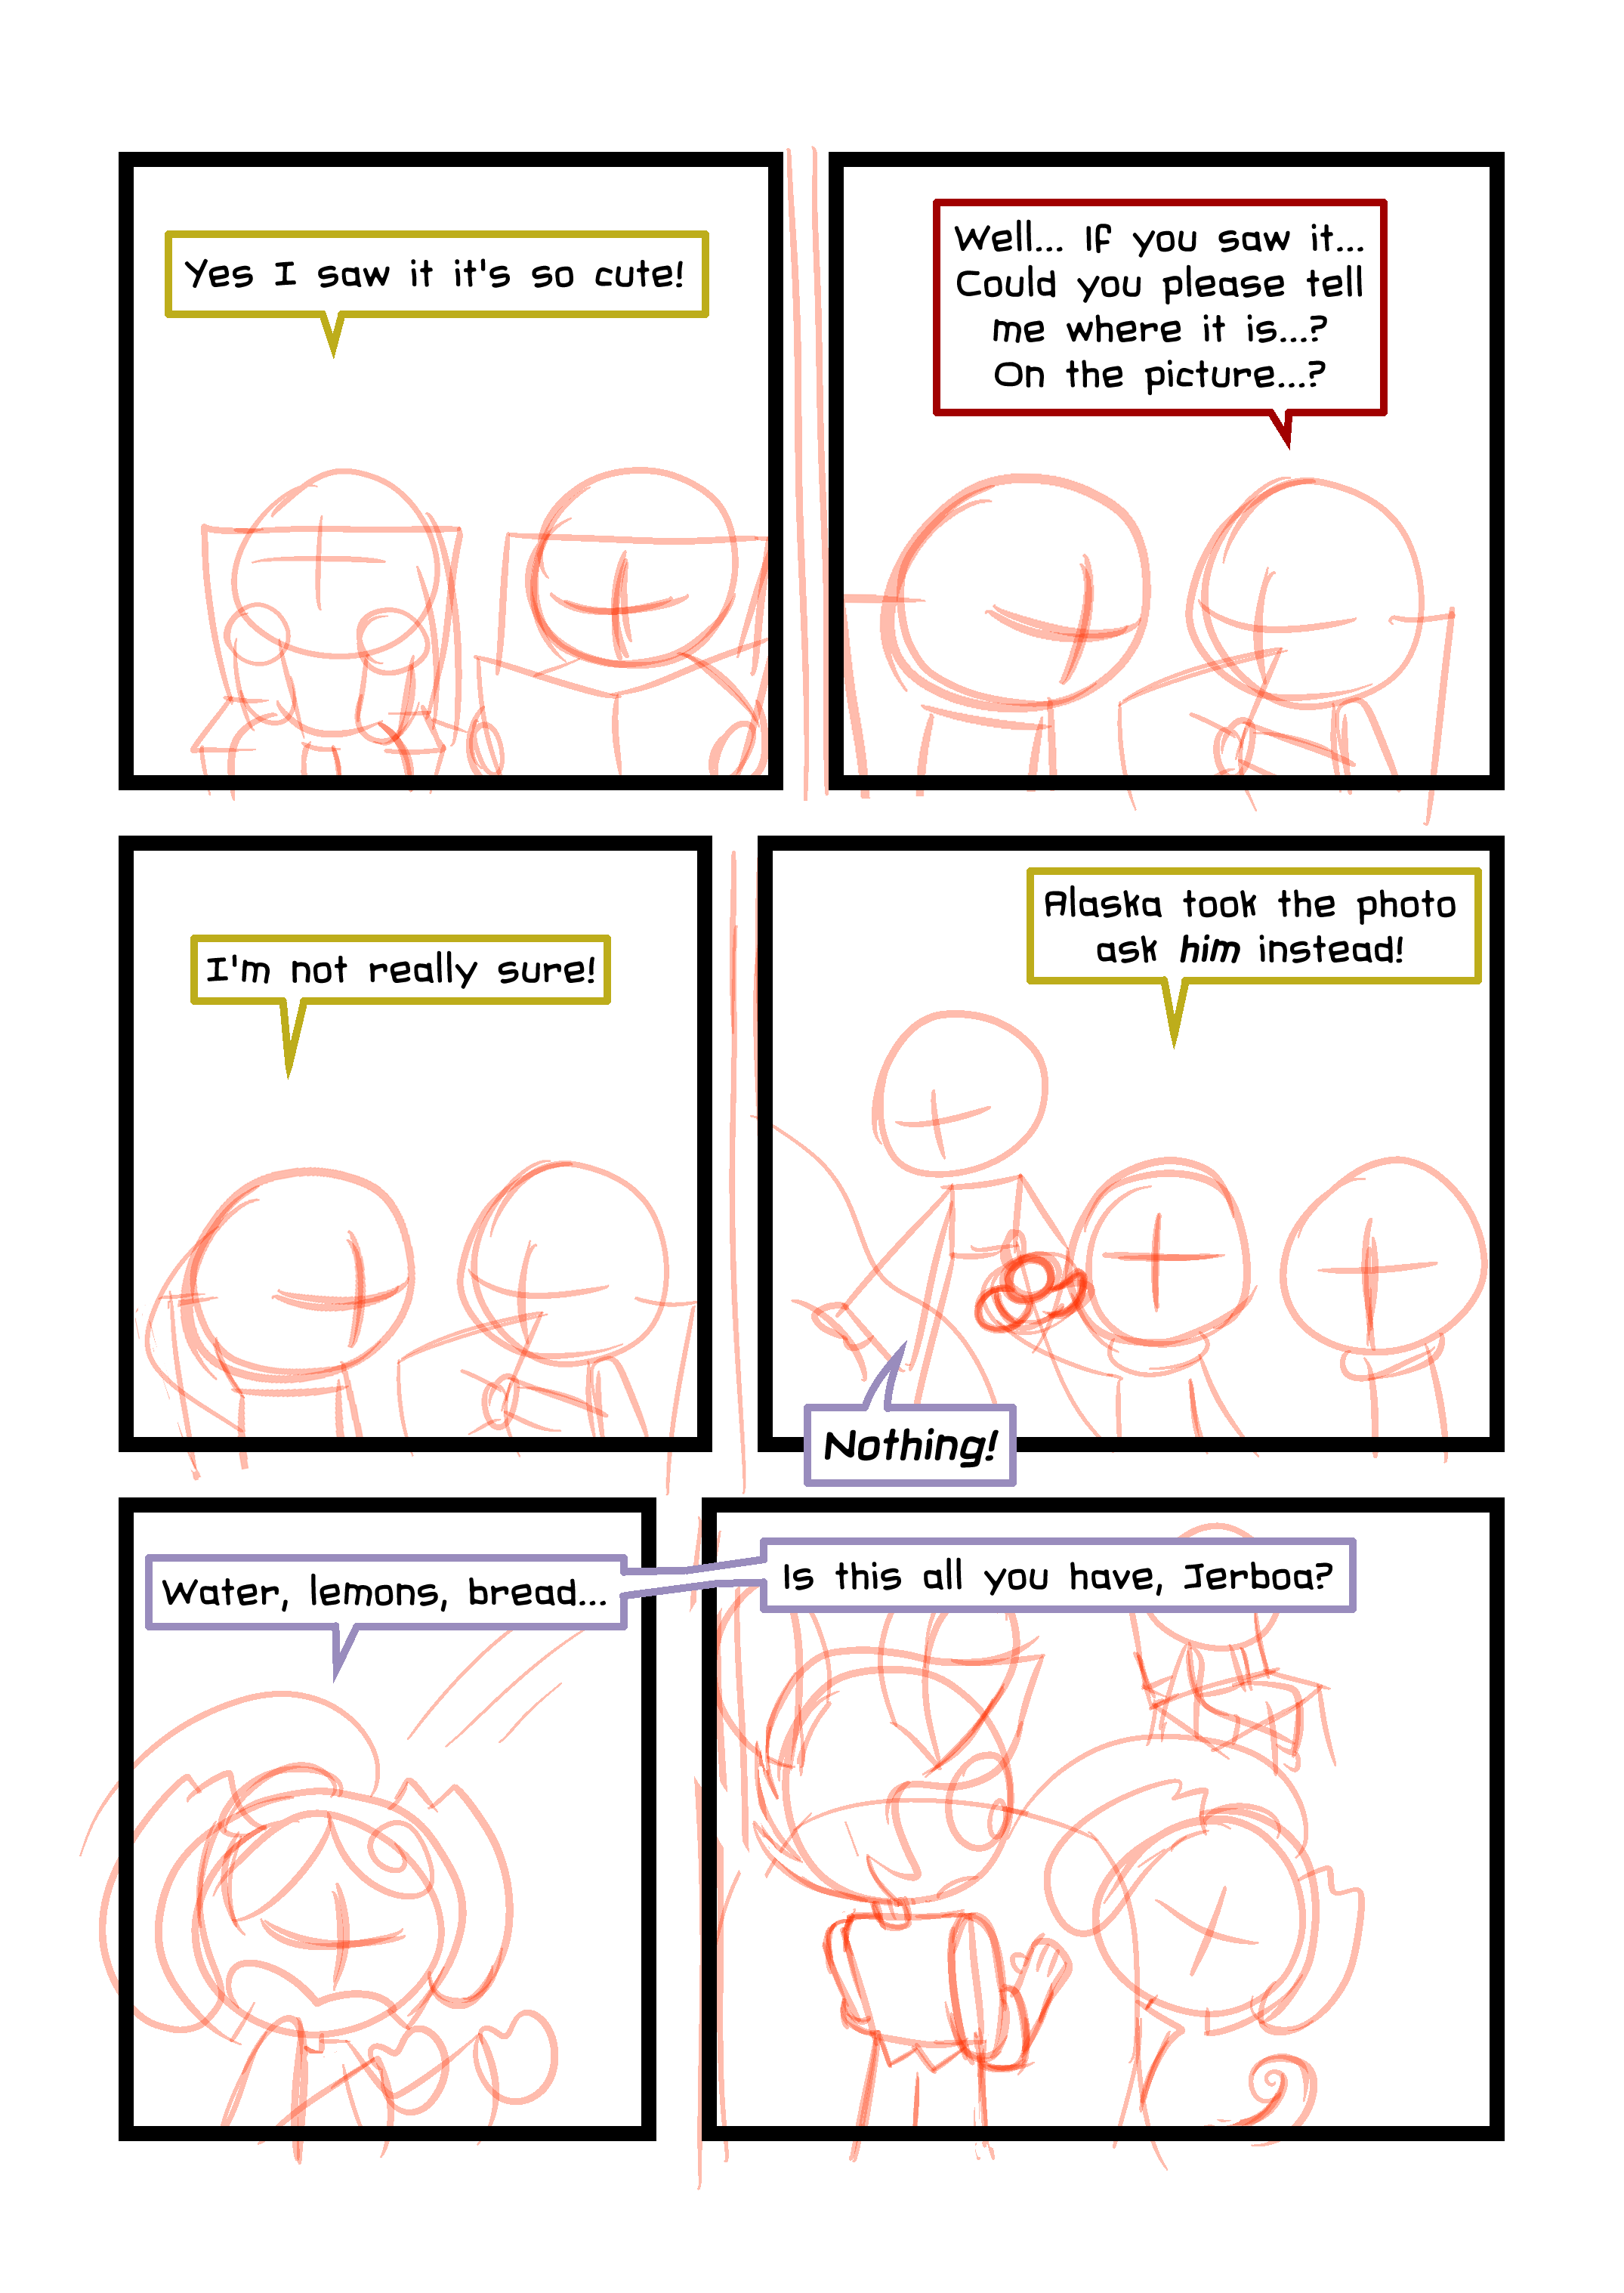 Yes I saw it it's so cute!
Well... If you saw it...
Could you please tell
me where it is...?
On the picture...?
I'm not really sure!
Alaska took the photo
ask him instead!
Nothing!
Water, lemons, bread...
Is this all you have, Jerboa?